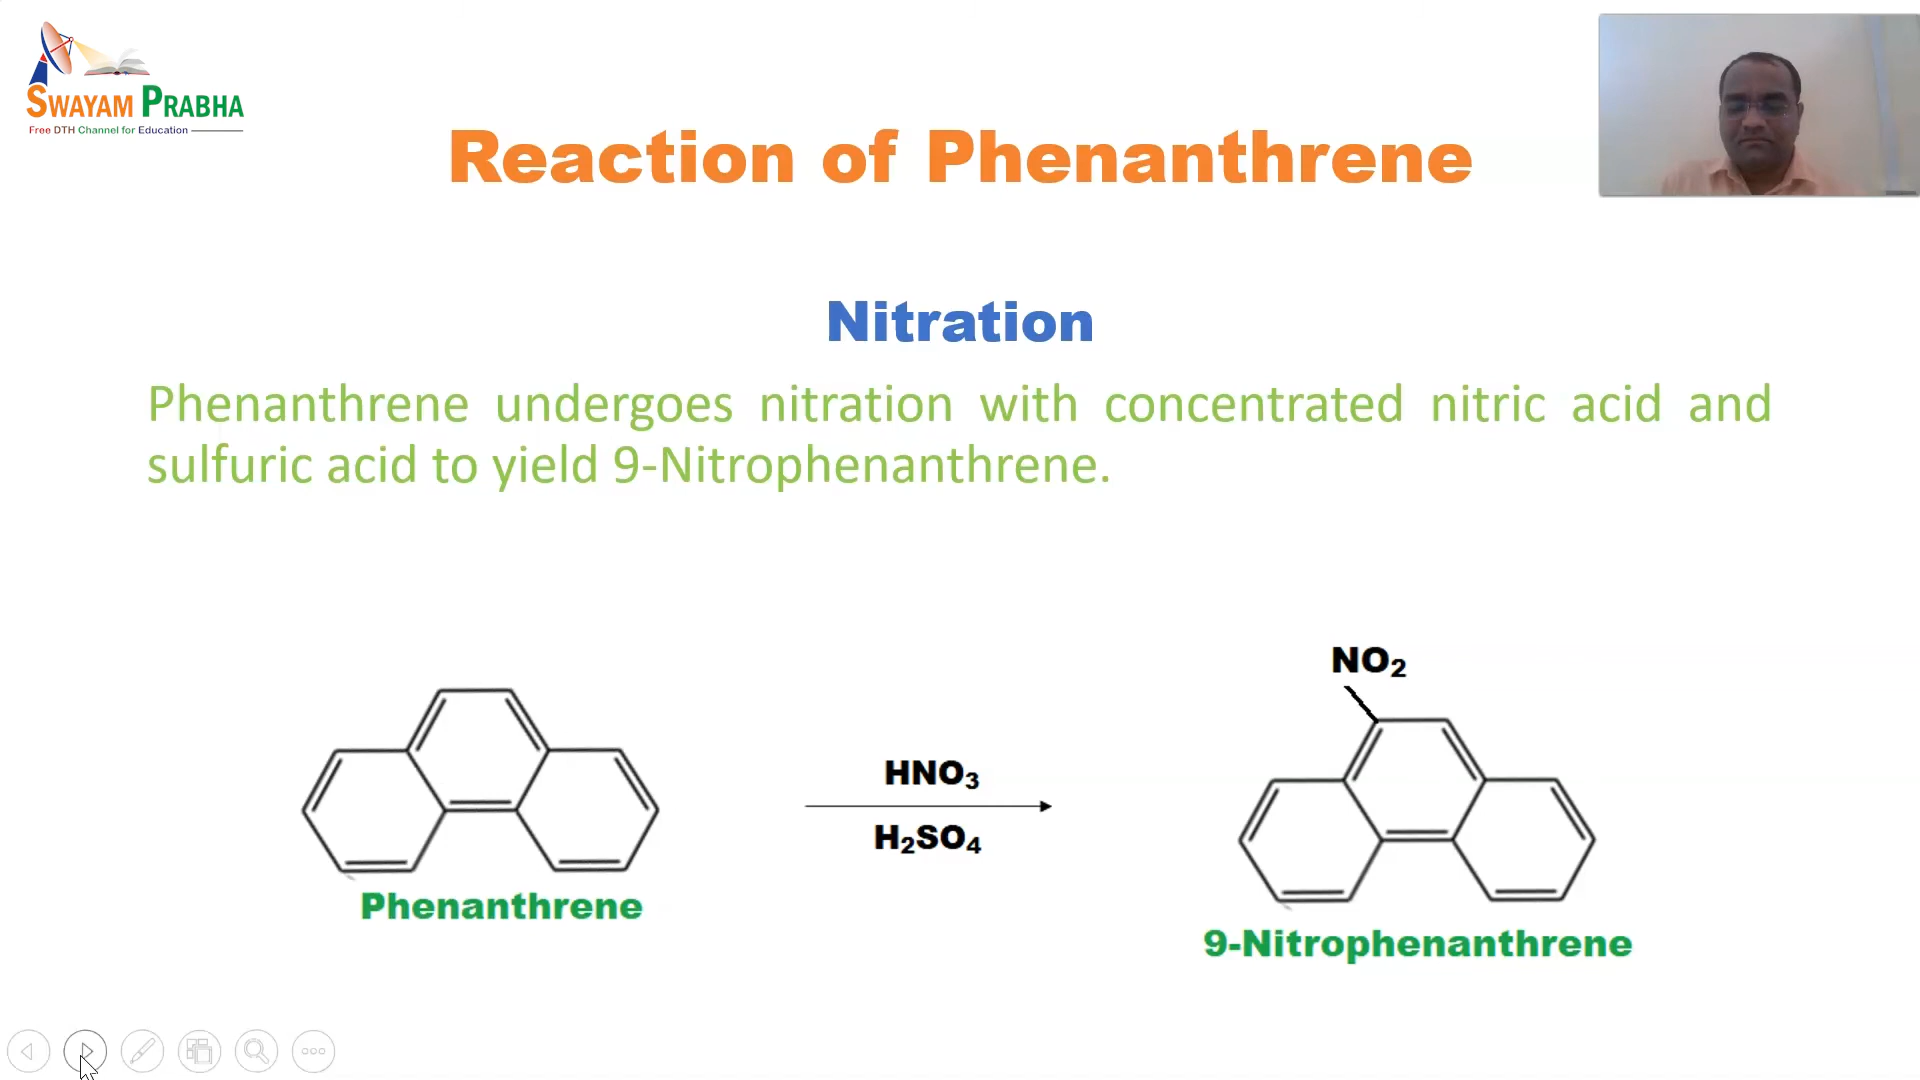 SWAYAM PRABHA
Free DTH Channel for Education
Reaction of Phenanthrene
Nitration
Phenanthrene undergoes nitration with concentrated nitric acid and
sulfuric acid to yield 9-Nitrophenanthrene.
NO₂
HNO₃
H₂SO₄
Phenanthrene
9-Nitrophenanthrene